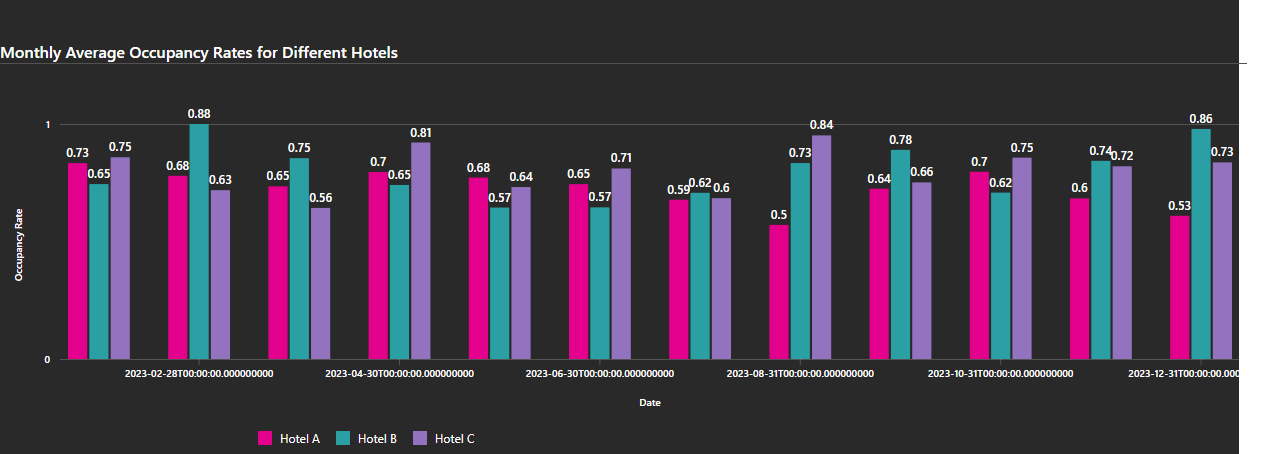 Monthly Average Occupancy Rates for Different Hotels
1
0
Occupancy Rate
0.73 0.65 0.75
0.68 0.88 0.63
0.65 0.75 0.56
0.7 0.65 0.81
0.68 0.57 0.64
0.65 0.57 0.71
0.59 0.62 0.6
0.5 0.73 0.84
0.64 0.78 0.66
0.7 0.62 0.75
0.6 0.74 0.72
0.53 0.86 0.73
2023-02-28T00:00:00.000000000 2023-04-30T00:00:00.000000000 2023-06-30T00:00:00.000000000 2023-08-31T00:00:00.000000000 2023-10-31T00:00:00.000000000 2023-12-31T00:00:00.000
Date
Hotel A Hotel B Hotel C